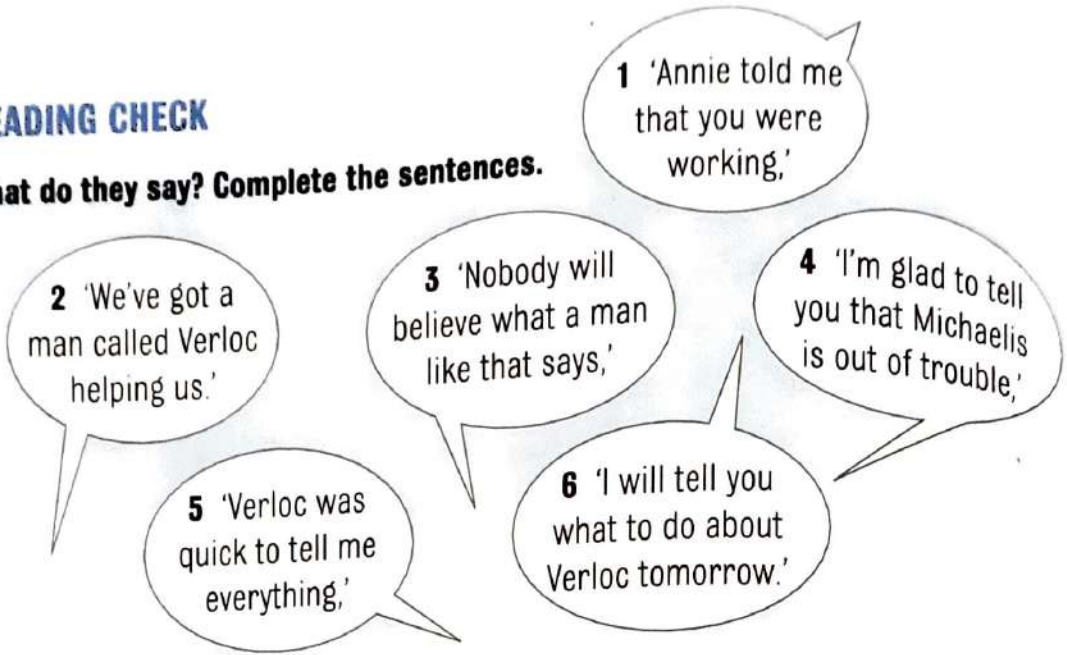 EADING CHECK
at do they say? Complete the sentences.
1 'Annie told me
that you were
working,'
2 'We've got a
man called Verloc
helping us.'
3 'Nobody will
believe what a man
like that says,'
4 'I'm glad to tell
you that Michaelis
is out of trouble,'
5 'Verloc was
quick to tell me
everything,'
6 'I will tell you
what to do about
Verloc tomorrow.'